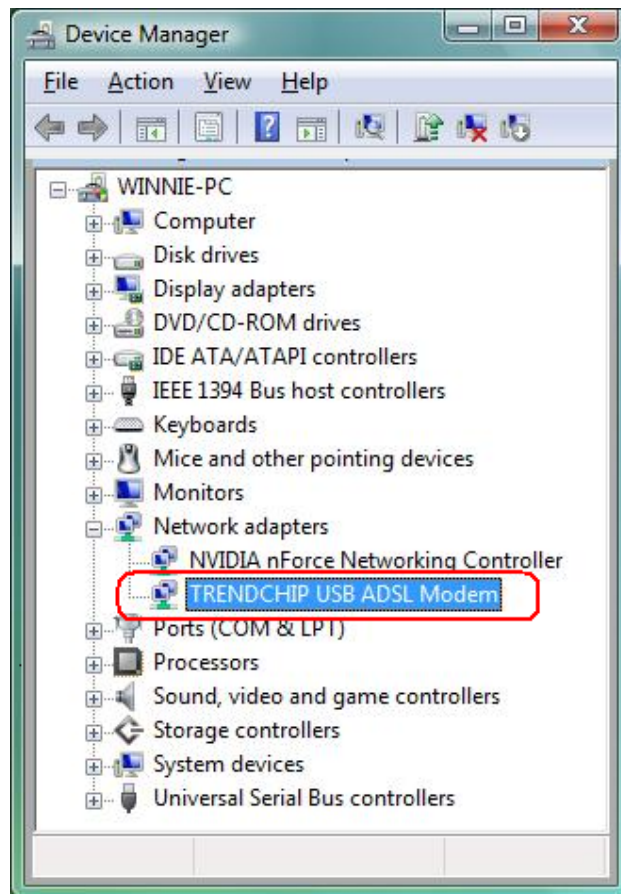 Device Manager
File Action View Help
WINNIE-PC
Computer
Disk drives
Display adapters
DVD/CD-ROM drives
IDE ATA/ATAPI controllers
IEEE 1394 Bus host controllers
Keyboards
Mice and other pointing devices
Monitors
Network adapters
NVIDIA nForce Networking Controller
TRENDCHIP USB ADSL Modem
Ports (COM & LPT)
Processors
Sound, video and game controllers
Storage controllers
System devices
Universal Serial Bus controllers